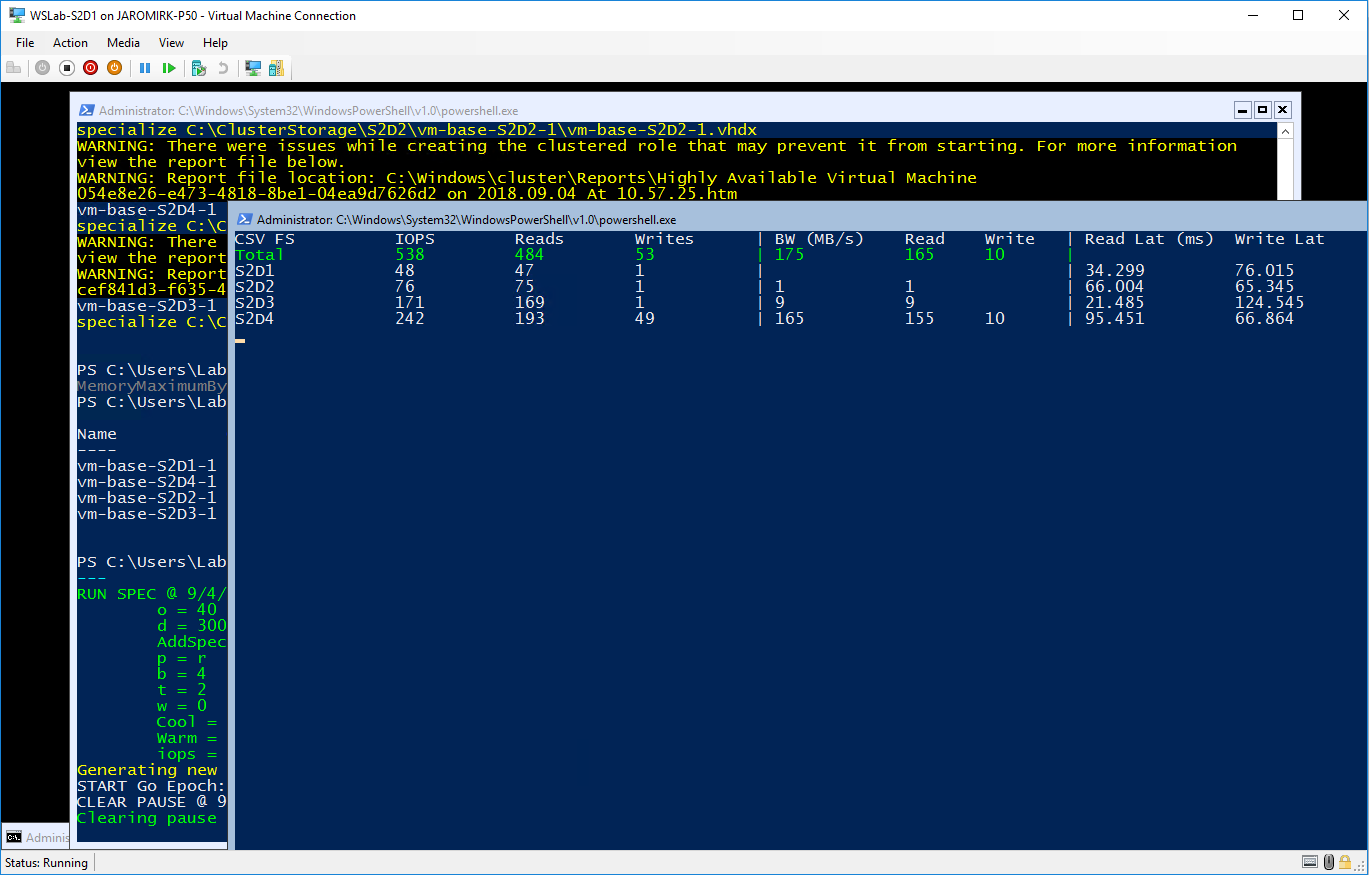 WSLab-S2D1 on JAROMIRK-P50 - Virtual Machine Connection
File Action Media View Help
Administrator: C:\Windows\System32\WindowsPowerShell\v1.0\powershell.exe
specialize C:\ClusterStorage\S2D2\vm-base-S2D2-1\vm-base-S2D2-1.vhdx
WARNING: There were issues while creating the clustered role that may prevent it from starting. For more information
view the report file below.
WARNING: Report file location: C:\Windows\cluster\Reports\Highly Available Virtual Machine
054e8e26-e473-4818-8be1-04ea9d7626d2 on 2018.09.04 At 10.57.25.htm
vm-base-S2D4-1
specialize C:\C
WARNING: There
view the report
WARNING: Report
cef841d3-f635-4
vm-base-S2D3-1
specialize C:\C
PS C:\Users\Lab
MemoryMaximumBy
PS C:\Users\Lab
Name
----
vm-base-S2D1-1
vm-base-S2D4-1
vm-base-S2D2-1
vm-base-S2D3-1
PS C:\Users\Lab
---
RUN SPEC @ 9/4/
o = 40
d = 300
AddSpec
p = r
b = 4
t = 2
w = 0
Cool =
Warm =
iops =
Generating new
START Go Epoch:
CLEAR PAUSE @ 9
Clearing pause
Administrator: C:\Windows\System32\WindowsPowerShell\v1.0\powershell.exe
CSV FS IOPS Reads Writes | BW (MB/s) Read Write | Read Lat (ms) Write Lat
Total 538 484 53 | 175 165 10 |
S2D1 48 47 1 | | 34.299 76.015
S2D2 76 75 1 | 1 1 | 66.004 65.345
S2D3 171 169 1 | 9 9 | 21.485 124.545
S2D4 242 193 49 | 165 155 10 | 95.451 66.864
Adminis
Status: Running